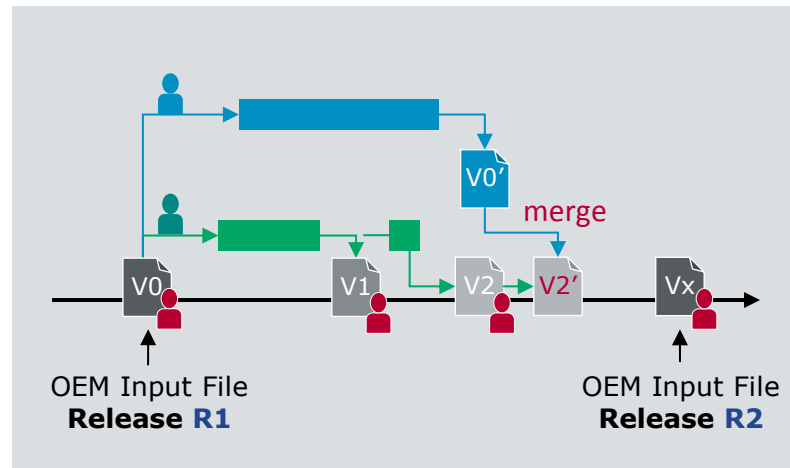 V0′
merge
V0
V1
V2
V2′
Vx
OEM Input File
Release R1
OEM Input File
Release R2